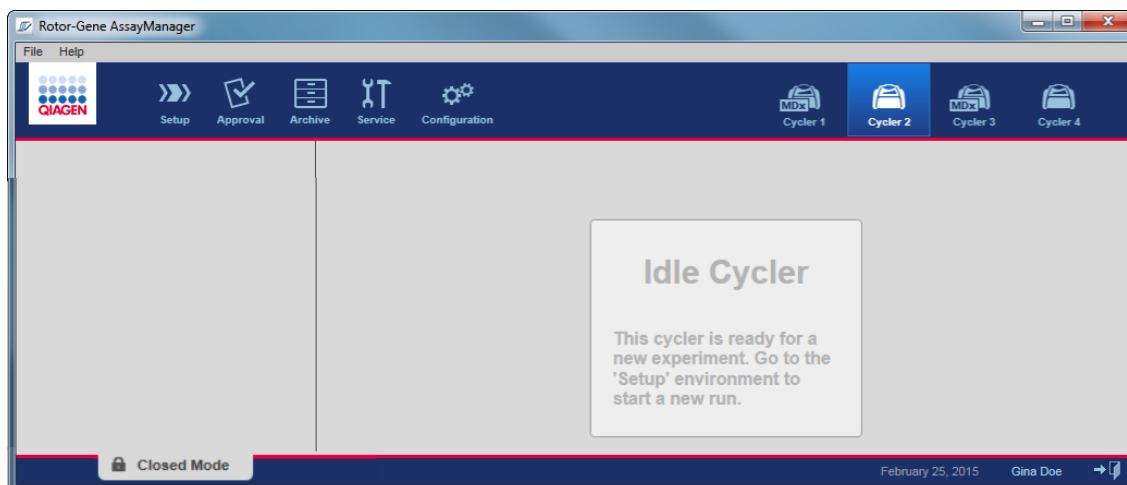 Rotor-Gene AssayManager
File Help
QIAGEN
Setup Approval Archive Service Configuration
MDx MDx
Cycler 1 Cycler 2 Cycler 3 Cycler 4
Idle Cycler
This cycler is ready for a
new experiment. Go to the
'Setup' environment to
start a new run.
Closed Mode
February 25, 2015 Gina Doe